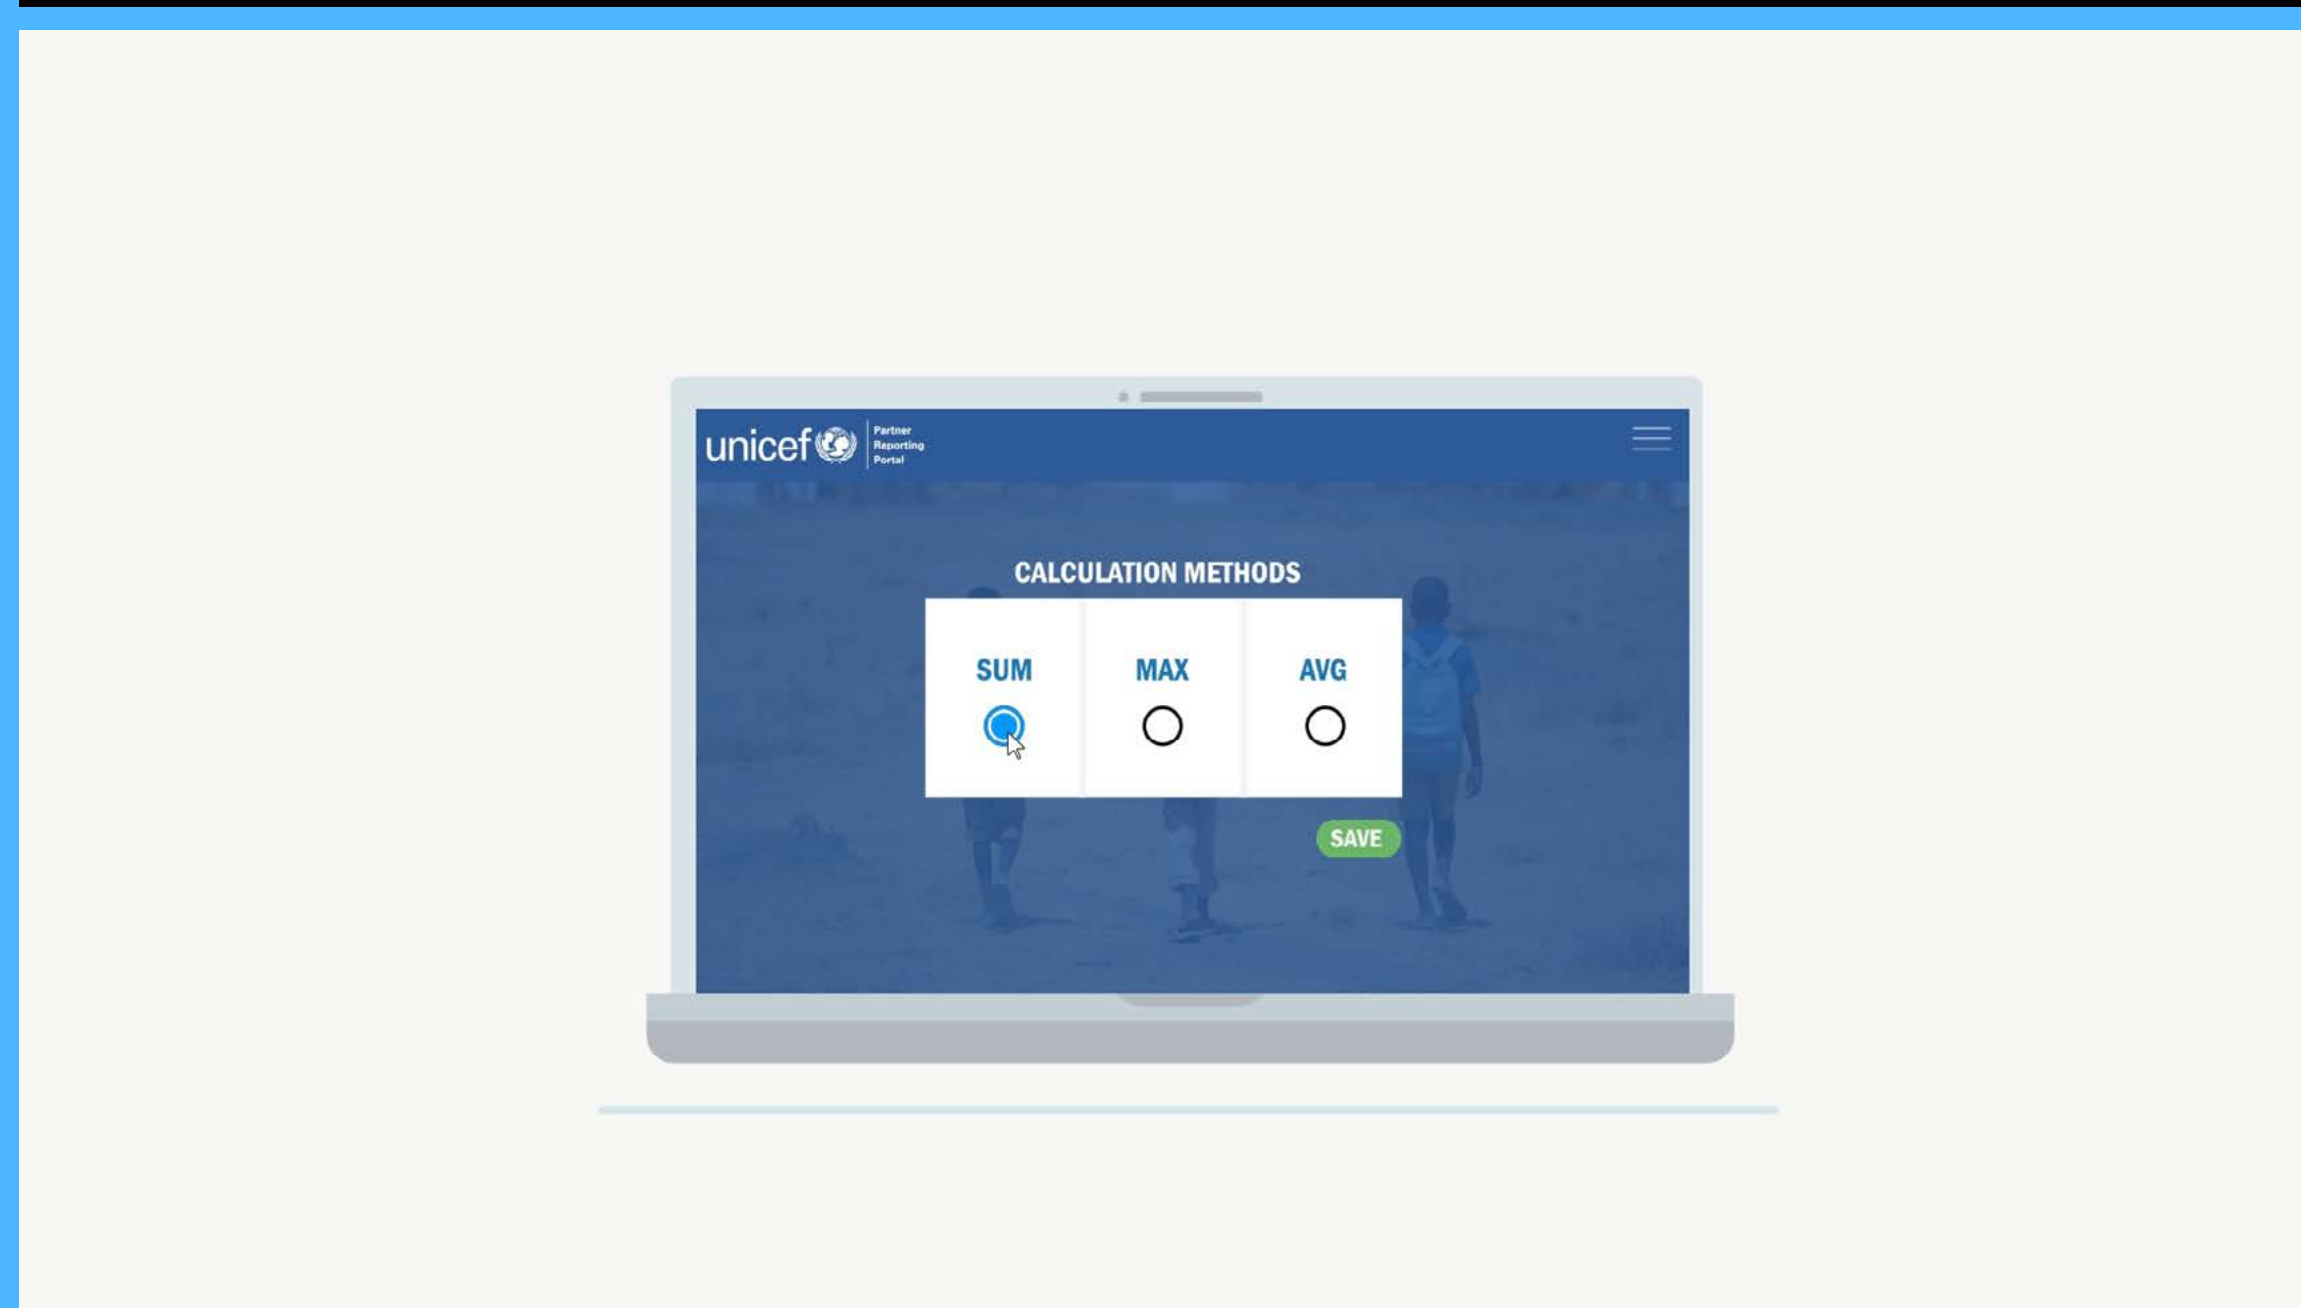 unicef
Partner
Reporting
Portal
CALCULATION METHODS
SUM MAX AVG
SAVE